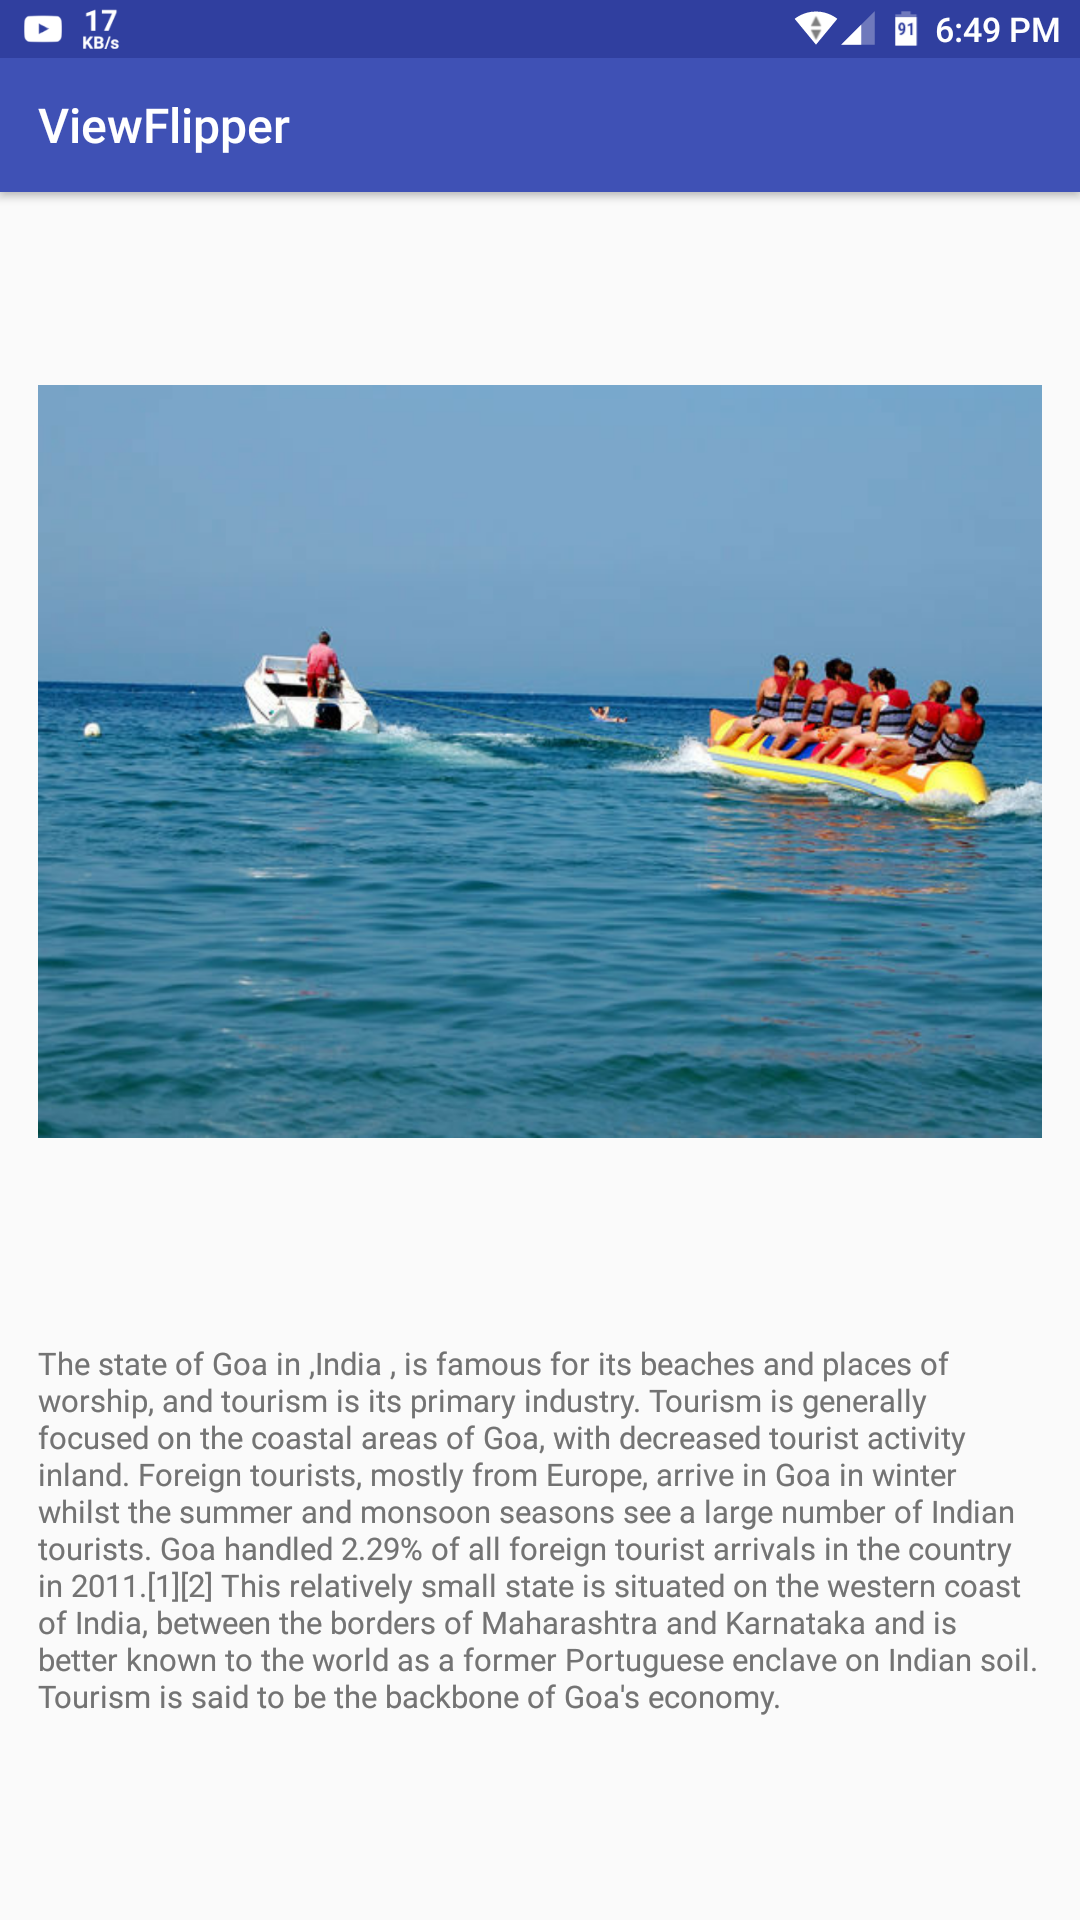 17
KB/s
91
6:49 PM
ViewFlipper
The state of Goa in ,India , is famous for its beaches and places of
worship, and tourism is its primary industry. Tourism is generally
focused on the coastal areas of Goa, with decreased tourist activity
inland. Foreign tourists, mostly from Europe, arrive in Goa in winter
whilst the summer and monsoon seasons see a large number of Indian
tourists. Goa handled 2.29% of all foreign tourist arrivals in the country
in 2011.[1][2] This relatively small state is situated on the western coast
of India, between the borders of Maharashtra and Karnataka and is
better known to the world as a former Portuguese enclave on Indian soil.
Tourism is said to be the backbone of Goa's economy.